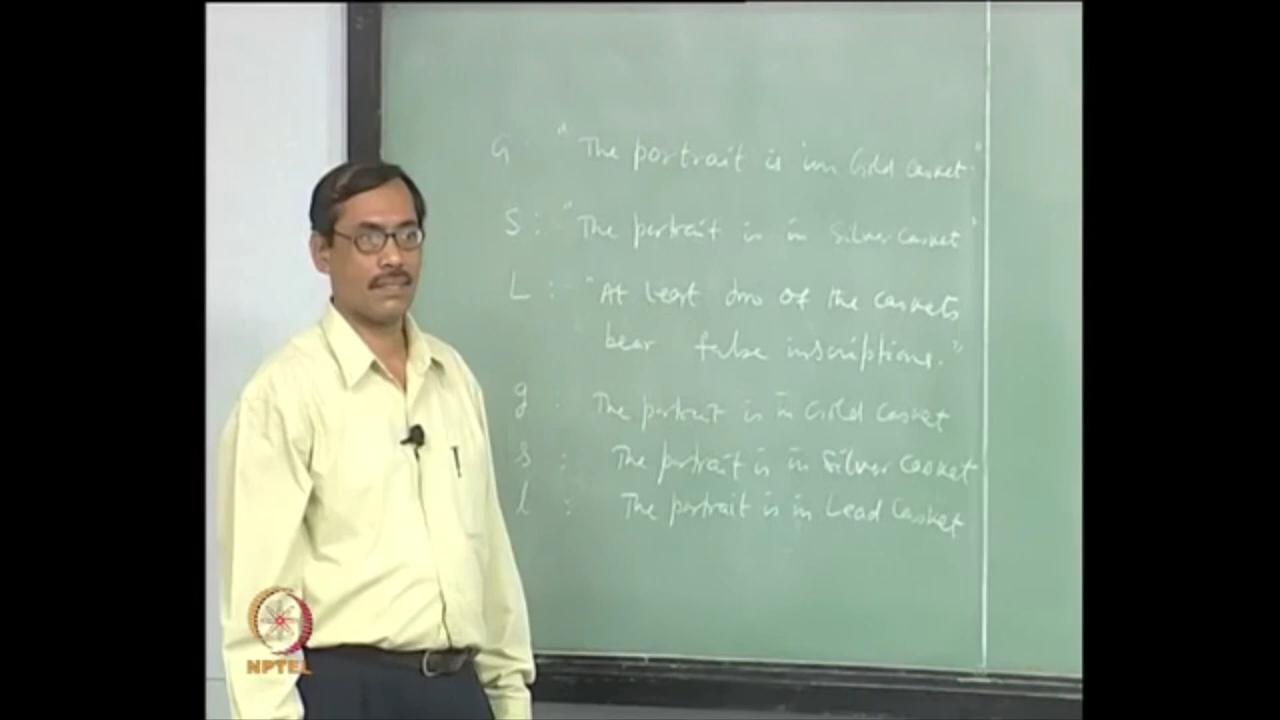 G : "The portrait is in Gold Casket."
S : "The portrait is in Silver Casket"
L : "At least two of the caskets
bear false inscriptions."
g : The portrait is in Gold Casket
s : The portrait is in Silver Casket
l : The portrait is in Lead Casket
NPTEL